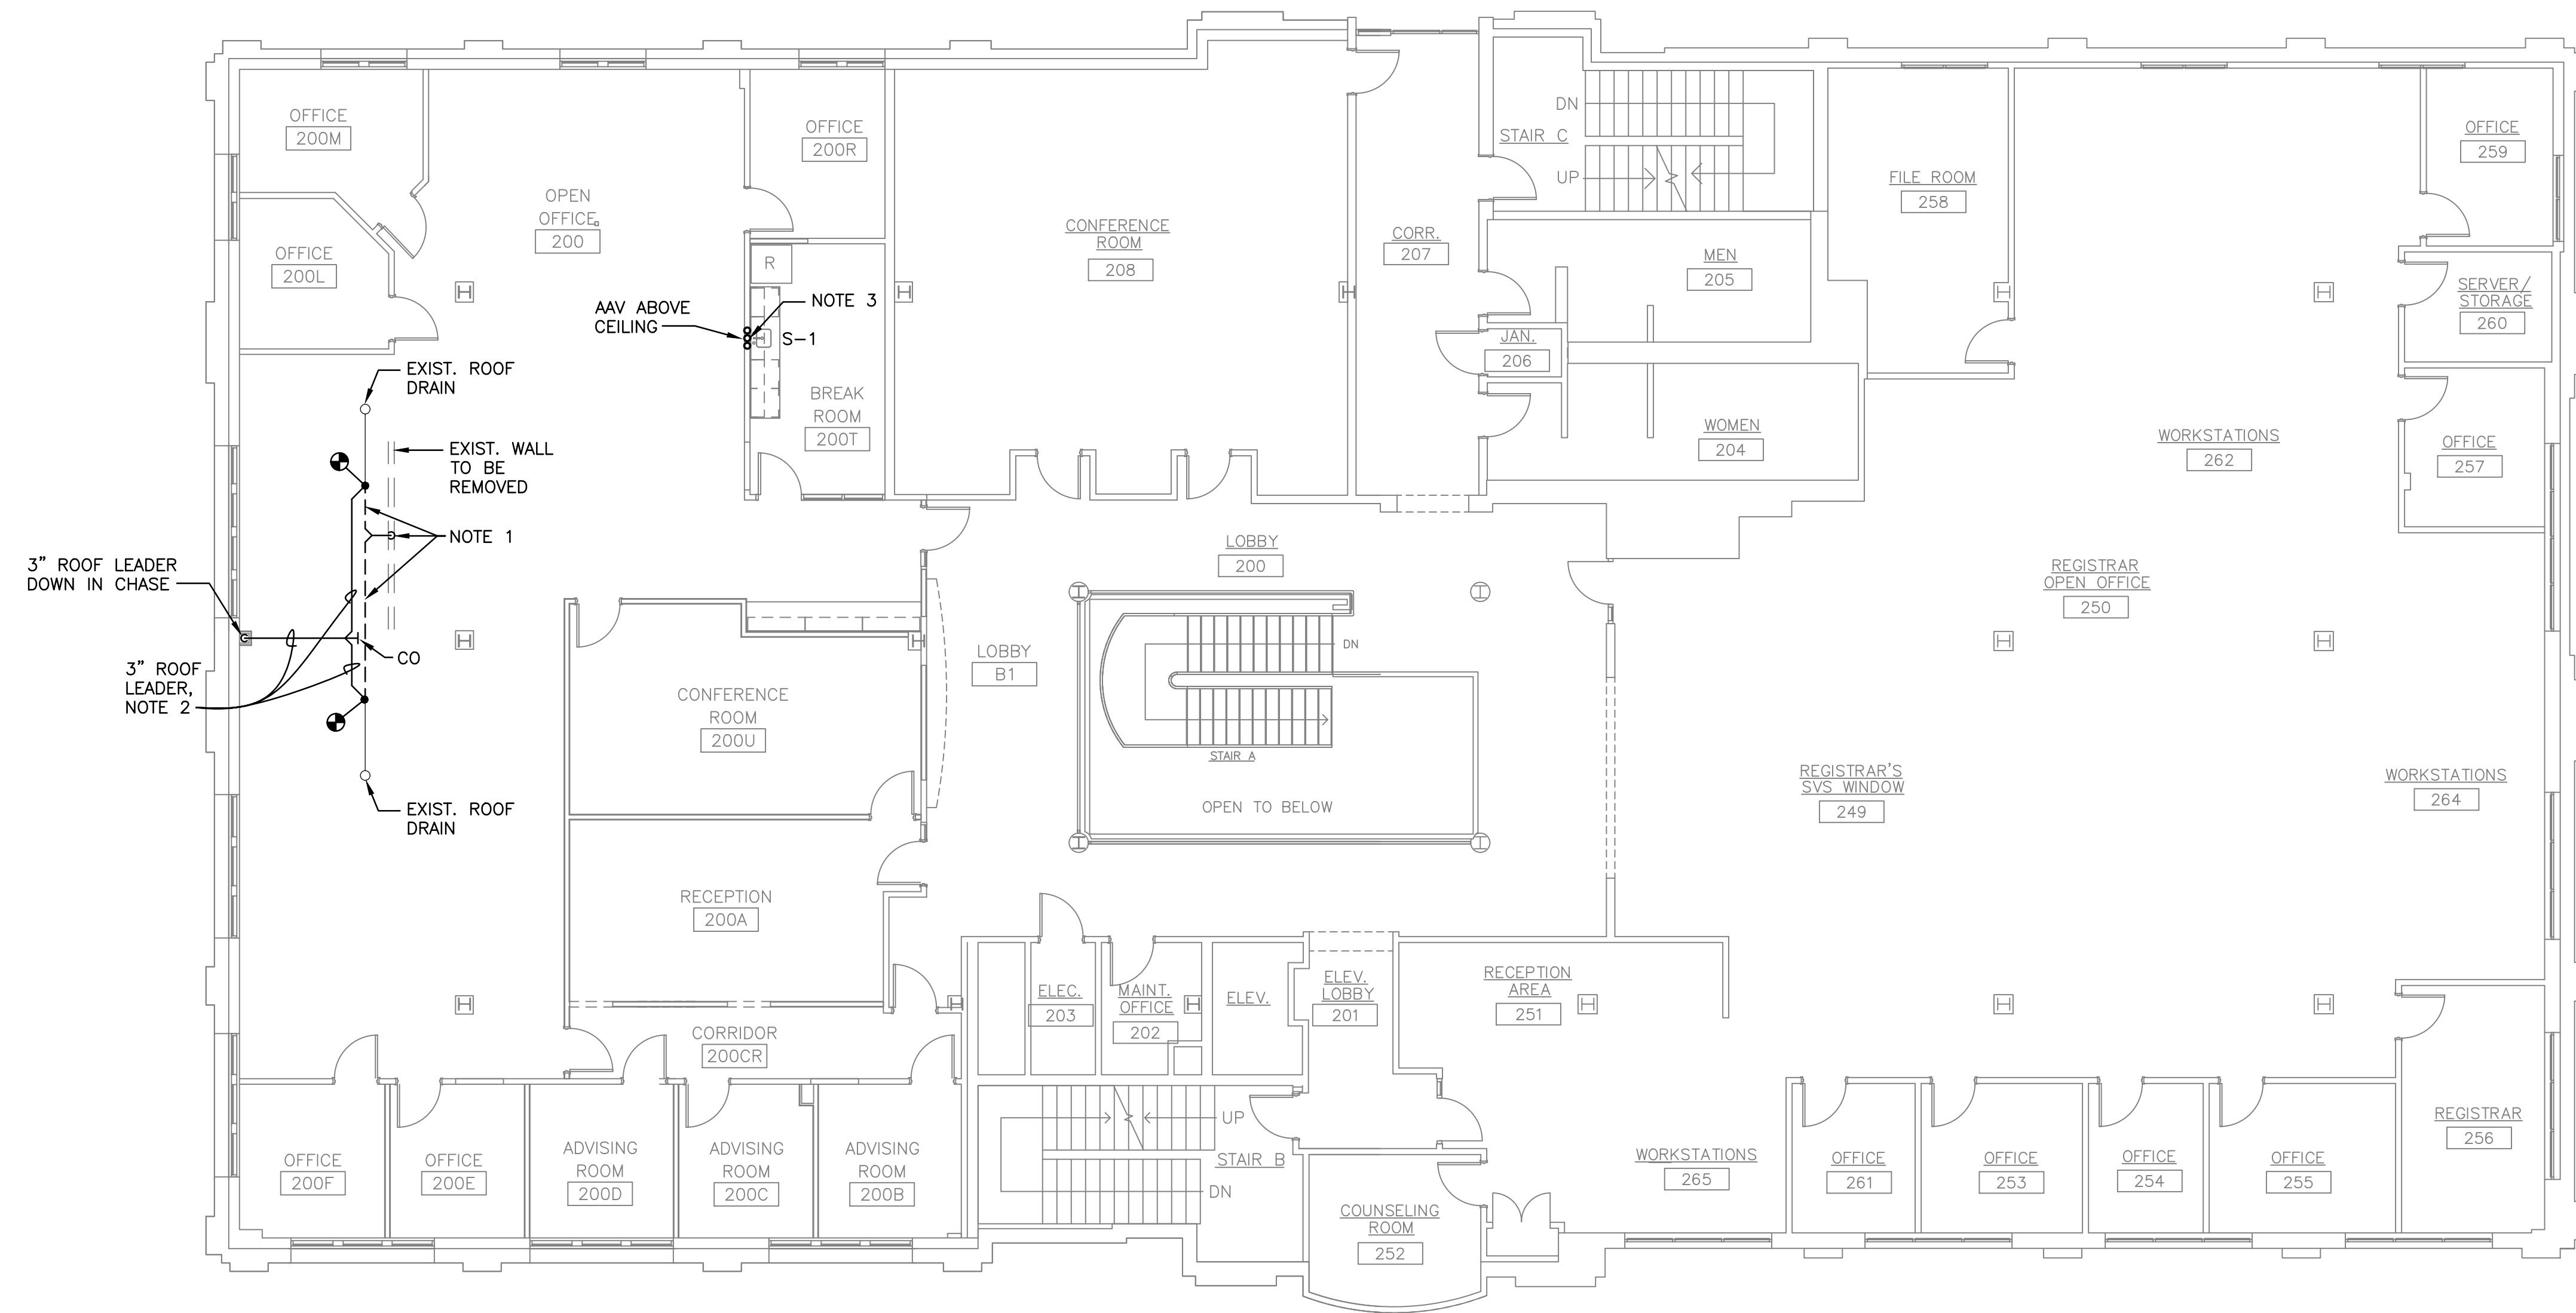 OFFICE
200M
OPEN
OFFICE
200
OFFICE
200L
OFFICE
200R
R
AAV ABOVE
CEILING
NOTE 3
S-1
BREAK
ROOM
200T
EXIST. ROOF
DRAIN
EXIST. WALL
TO BE
REMOVED
NOTE 1
3" ROOF LEADER
DOWN IN CHASE
CO
3" ROOF
LEADER,
NOTE 2
EXIST. ROOF
DRAIN
CONFERENCE
ROOM
208
CORR.
207
DN
STAIR C
UP
MEN
205
JAN.
206
WOMEN
204
FILE ROOM
258
OFFICE
259
SERVER/
STORAGE
260
OFFICE
257
WORKSTATIONS
262
REGISTRAR
OPEN OFFICE
250
LOBBY
200
LOBBY
B1
DN
STAIR A
OPEN TO BELOW
CONFERENCE
ROOM
200U
RECEPTION
200A
REGISTRAR'S
SVS WINDOW
249
WORKSTATIONS
264
CORRIDOR
200CR
ELEC.
203
MAINT.
OFFICE
202
ELEV.
ELEV.
LOBBY
201
RECEPTION
AREA
251
OFFICE
200F
OFFICE
200E
ADVISING
ROOM
200D
ADVISING
ROOM
200C
ADVISING
ROOM
200B
UP
STAIR B
DN
COUNSELING
ROOM
252
WORKSTATIONS
265
OFFICE
261
OFFICE
253
OFFICE
254
OFFICE
255
REGISTRAR
256